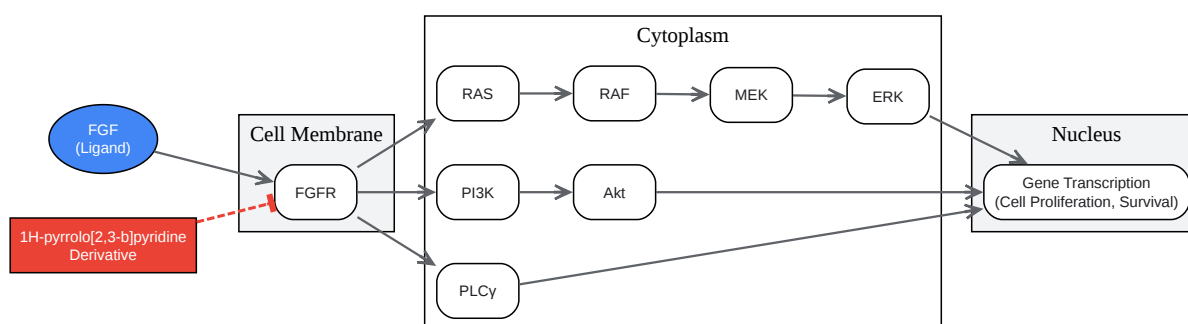 Cytoplasm
RAS
RAF
MEK
ERK
FGF
(Ligand)
Cell Membrane
Nucleus
FGFR
PI3K
Akt
Gene Transcription
(Cell Proliferation, Survival)
1H-pyrrolo[2,3-b]pyridine
Derivative
PLCγ